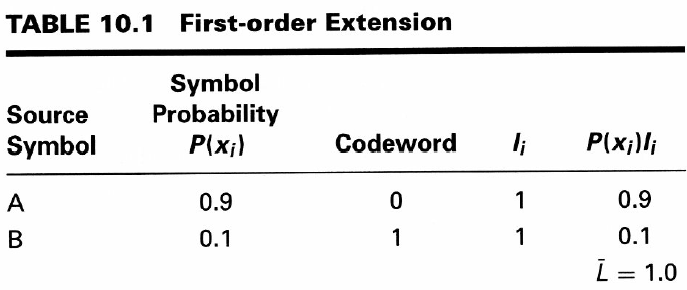 TABLE 10.1 First-order Extension
Symbol
Source Probability
Symbol P(xᵢ) Codeword lᵢ P(xᵢ)lᵢ
A 0.9 0 1 0.9
B 0.1 1 1 0.1
L̄ = 1.0